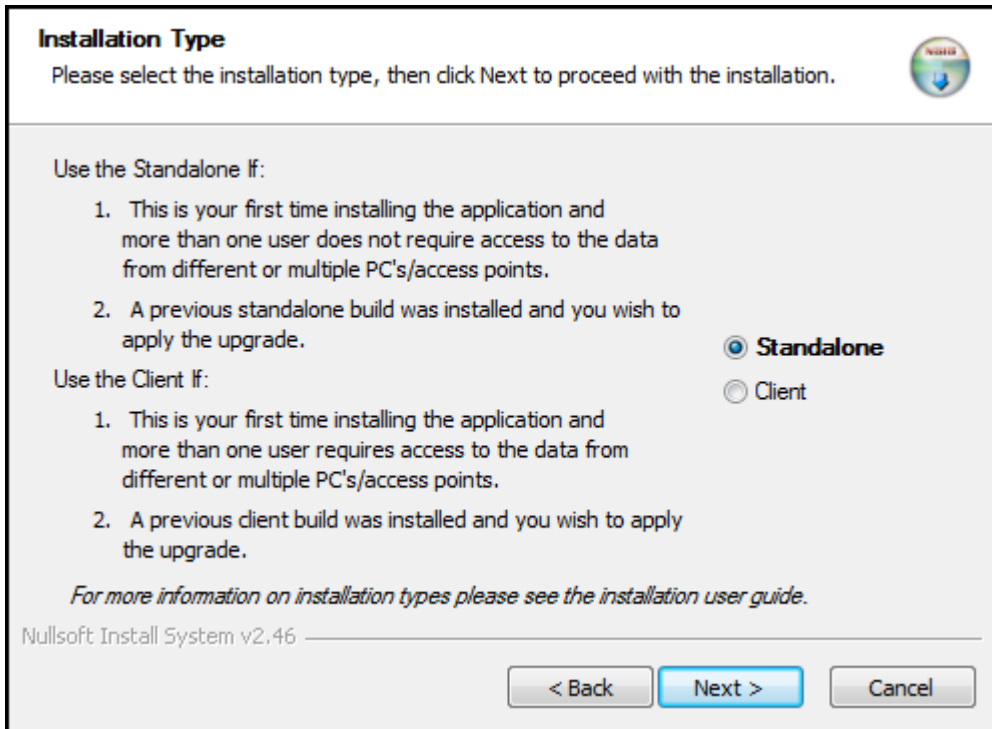 Installation Type
Please select the installation type, then click Next to proceed with the installation.
NSIS
Use the Standalone If:
1. This is your first time installing the application and
more than one user does not require access to the data
from different or multiple PC's/access points.
2. A previous standalone build was installed and you wish to
apply the upgrade.
Standalone
Use the Client If:
Client
1. This is your first time installing the application and
more than one user requires access to the data from
different or multiple PC's/access points.
2. A previous client build was installed and you wish to apply
the upgrade.
For more information on installation types please see the installation user guide.
Nullsoft Install System v2.46
< Back
Next >
Cancel